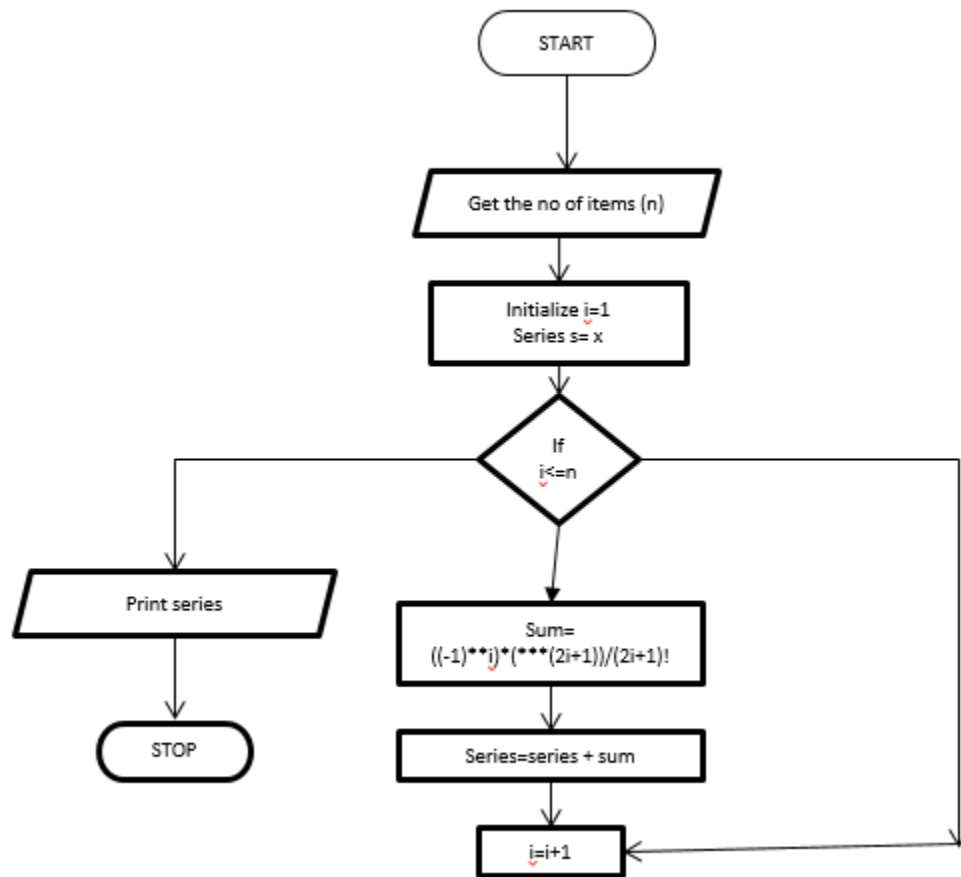 START
Get the no of items (n)
Initialize i=1
Series s= x
If
i<=n
Print series
Sum=
((-1)**i)*(***(2i+1))/(2i+1)!
STOP
Series=series + sum
i=i+1